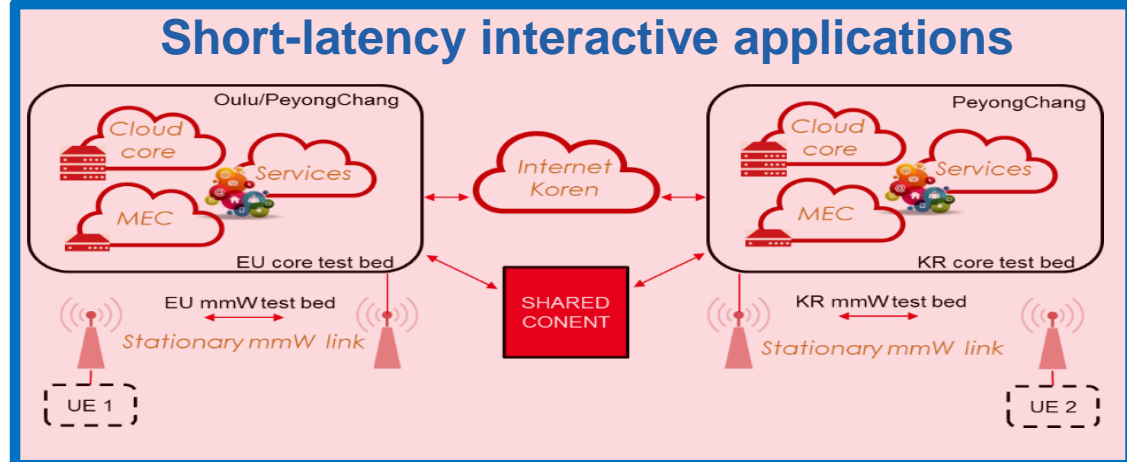 Short-latency interactive applications
Oulu/PeyongChang
Cloud
core
Services
MEC
EU core test bed
Internet
Koren
PeyongChang
Cloud
core
Services
MEC
KR core test bed
EU mmW test bed
Stationary mmW link
SHARED
CONENT
KR mmW test bed
Stationary mmW link
UE 1
UE 2